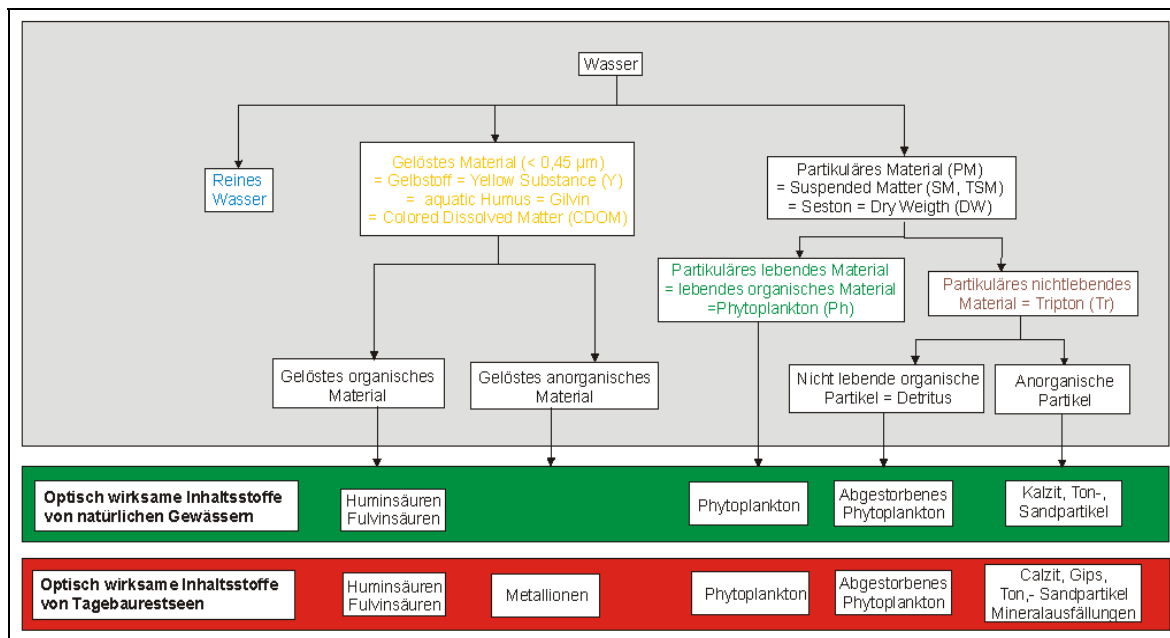 Wasser
Reines
Wasser
Gelöstes Material (< 0,45 µm)
= Gelbstoff = Yellow Substance (Y)
= aquatic Humus = Gilvin
= Colored Dissolved Matter (CDOM)
Partikuläres Material (PM)
= Suspended Matter (SM, TSM)
= Seston = Dry Weigth (DW)
Partikuläres lebendes Material
= lebendes organisches Material
=Phytoplankton (Ph)
Partikuläres nichtlebendes
Material = Tripton (Tr)
Gelöstes organisches
Material
Gelöstes anorganisches
Material
Nicht lebende organische
Partikel = Detritus
Anorganische
Partikel
Optisch wirksame Inhaltsstoffe
von natürlichen Gewässern
Huminsäuren
Fulvinsäuren
Phytoplankton
Abgestorbenes
Phytoplankton
Kalzit, Ton-,
Sandpartikel
Optisch wirksame Inhaltsstoffe
von Tagebaurestseen
Huminsäuren
Fulvinsäuren
Metallionen
Phytoplankton
Abgestorbenes
Phytoplankton
Calzit, Gips,
Ton,- Sandpartikel
Mineralausfällungen